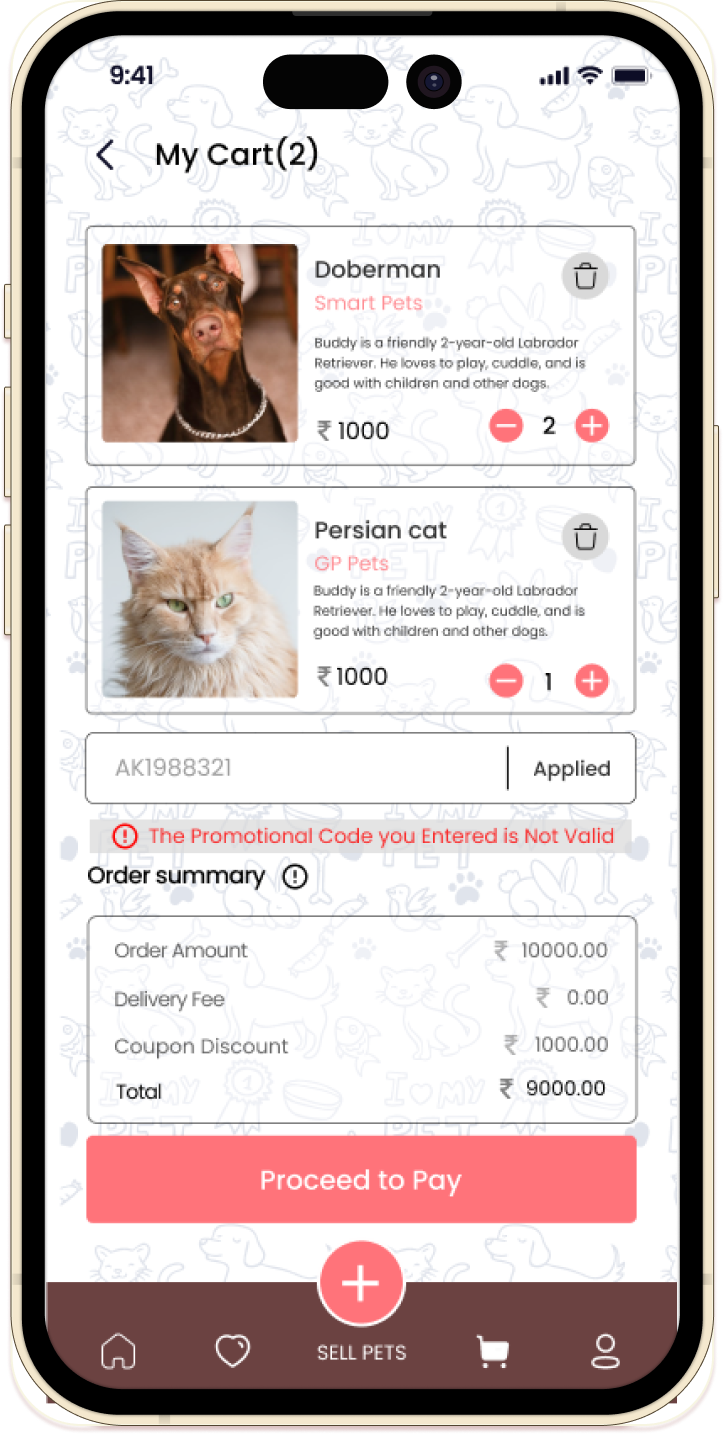 9:41
My Cart(2)
Doberman
Smart Pets
Buddy is a friendly 2-year-old Labrador
Retriever. He loves to play, cuddle, and is
good with children and other dogs.
₹ 1000
2
Persian cat
GP Pets
Buddy is a friendly 2-year-old Labrador
Retriever. He loves to play, cuddle, and is
good with children and other dogs.
₹ 1000
1
AK1988321 Applied
The Promotional Code you Entered is Not Valid
Order summary
Order Amount ₹ 10000.00
Delivery Fee ₹ 0.00
Coupon Discount ₹ 1000.00
Total ₹ 9000.00
Proceed to Pay
SELL PETS